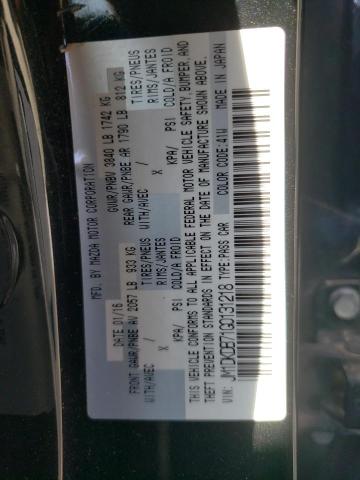 MFD. BY MAZDA MOTOR CORPORATION
DATE 01/16 GVWR/PNBV 3840 LB 1742 KG
FRONT GAWR/PNBE AV 2057 LB 933 KG REAR GAWR/PNBE AR 1790 LB 812 KG
WITH/AVEC TIRES/PNEUS WITH/AVEC TIRES/PNEUS
X RIMS/JANTES X RIMS/JANTES
KPA/ PSI COLD/A FROID KPA/ PSI COLD/A FROID
THIS VEHICLE CONFORMS TO ALL APPLICABLE FEDERAL MOTOR VEHICLE SAFETY, BUMPER, AND
THEFT PREVENTION STANDARDS IN EFFECT ON THE DATE OF MANUFACTURE SHOWN ABOVE.
VIN: TYPE:PASS CAR COLOR CODE:41W MADE IN JAPAN